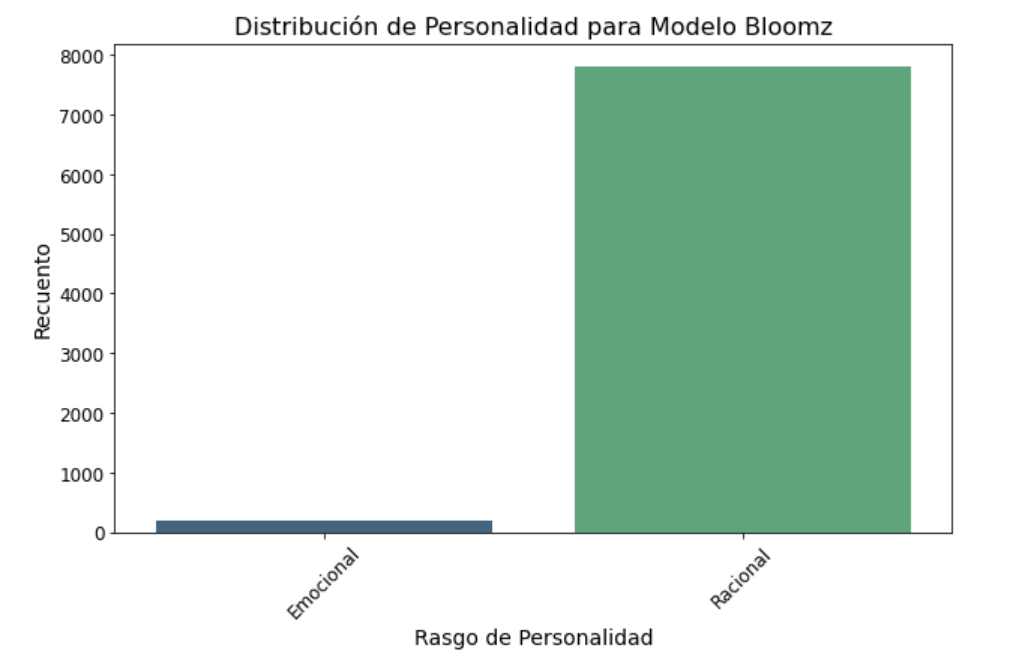 Distribución de Personalidad para Modelo Bloomz
8000
7000
6000
5000
4000
3000
2000
1000
0
Recuento
Emocional
Racional
Rasgo de Personalidad